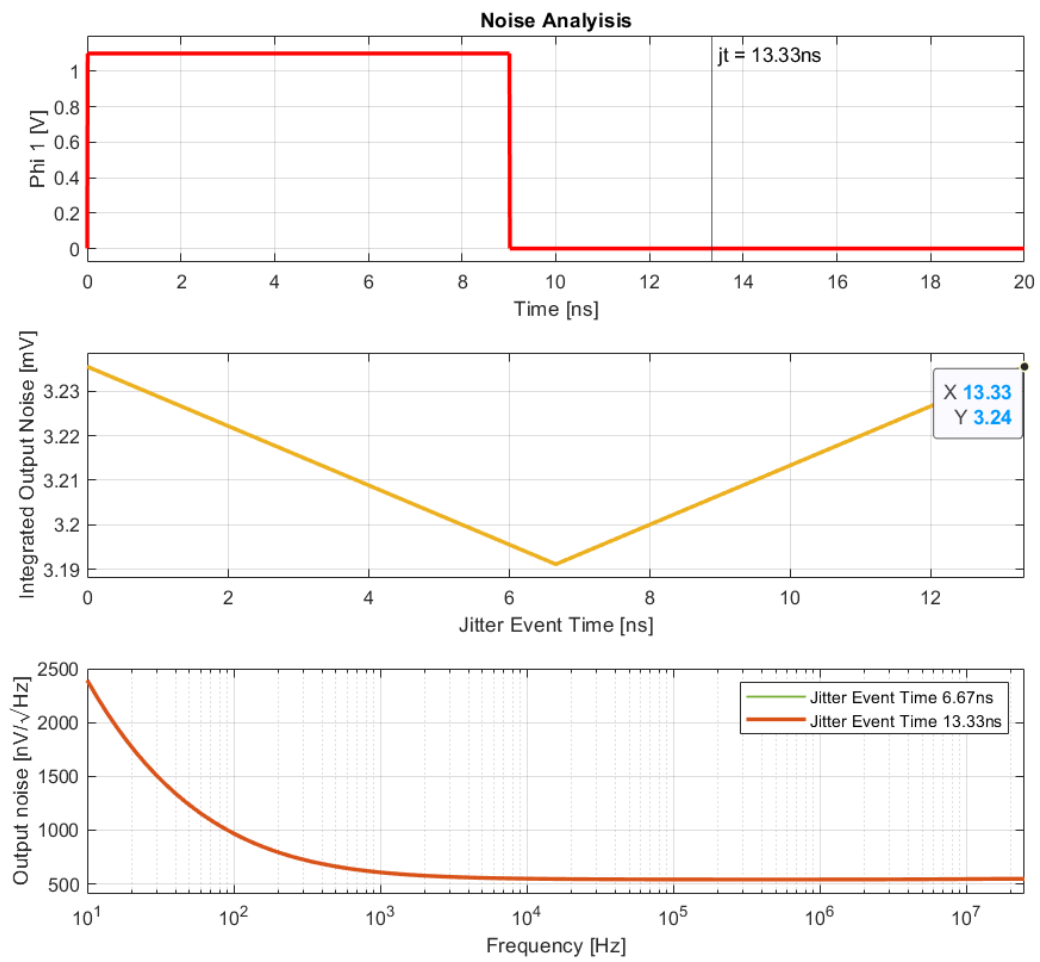 Noise Analyisis
jt = 13.33ns
1
0.8
0.6
0.4
0.2
0
Phi 1 [V]
0 2 4 6 8 10 12 14 16 18 20
Time [ns]
3.23
3.22
3.21
3.2
3.19
Integrated Output Noise [mV]
X 13.33
Y 3.24
0 2 4 6 8 10 12
Jitter Event Time [ns]
2500
2000
1500
1000
500
Output noise [nV/√Hz]
Jitter Event Time 6.67ns
Jitter Event Time 13.33ns
10¹ 10² 10³ 10⁴ 10⁵ 10⁶ 10⁷
Frequency [Hz]